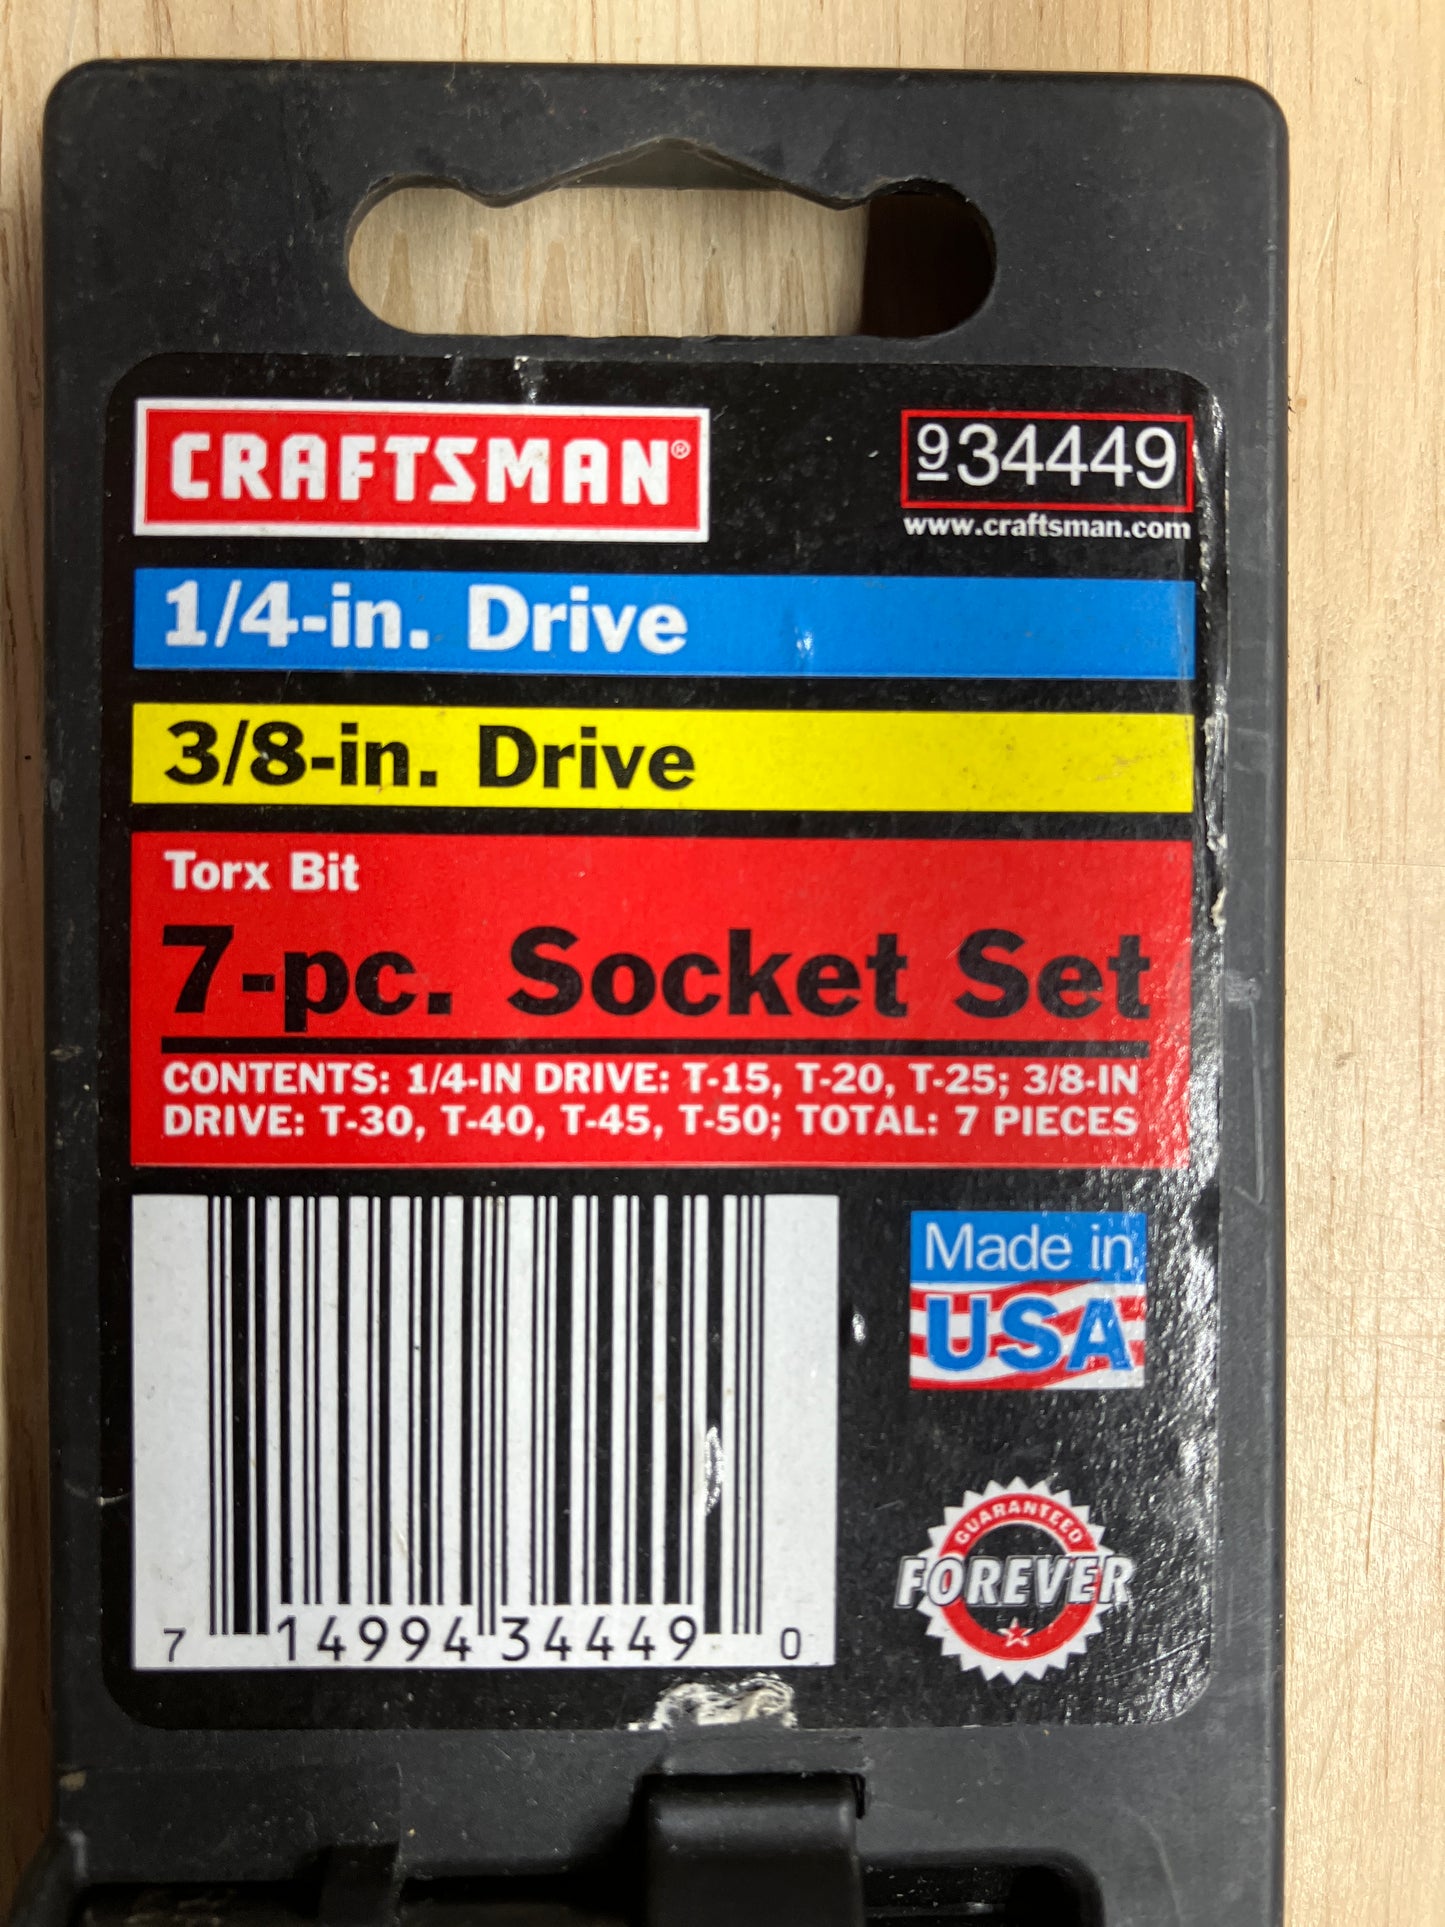 CRAFTSMAN®
934449
www.craftsman.com
1/4-in. Drive
3/8-in. Drive
Torx Bit
7-pc. Socket Set
CONTENTS: 1/4-IN DRIVE: T-15, T-20, T-25; 3/8-IN
DRIVE: T-30, T-40, T-45, T-50; TOTAL: 7 PIECES
Made in
USA
GUARANTEED
FOREVER
7 14994 34449 0